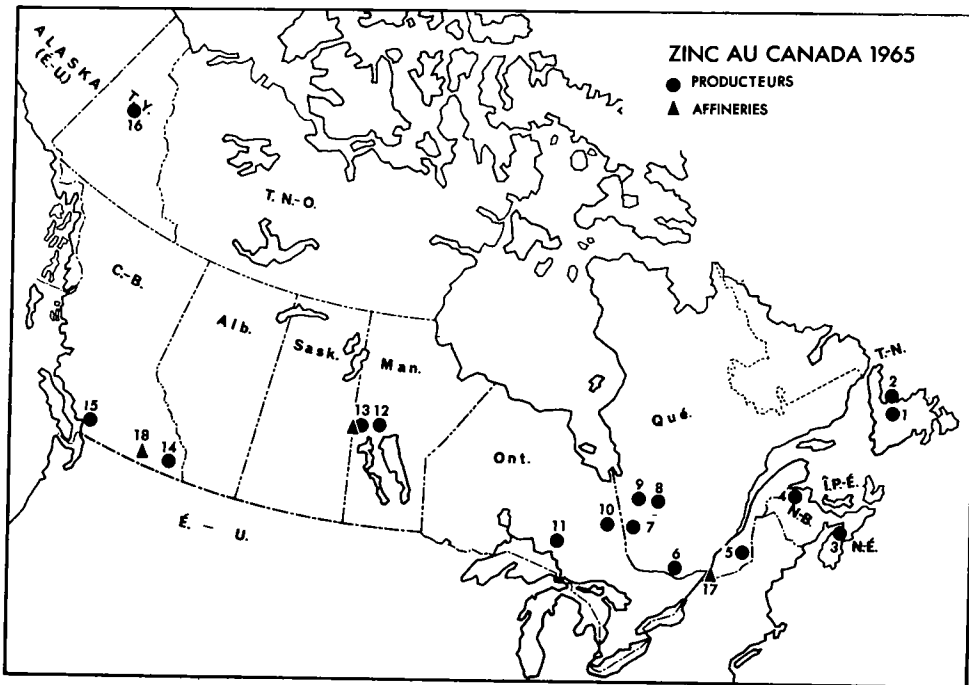 ZINC AU CANADA 1965
PRODUCTEURS
AFFINERIES
ALASKA
(É-U.)
T.Y.
16
T.N.-O.
C.-B.
Alb.
Sask.
Man.
Ont.
Qué.
T.-N.
Î.P.-É.
N-B.
N-É.
É. - U.
2
1
15
18
14
13
12
11
10
9
8
7
6
5
4
3
17